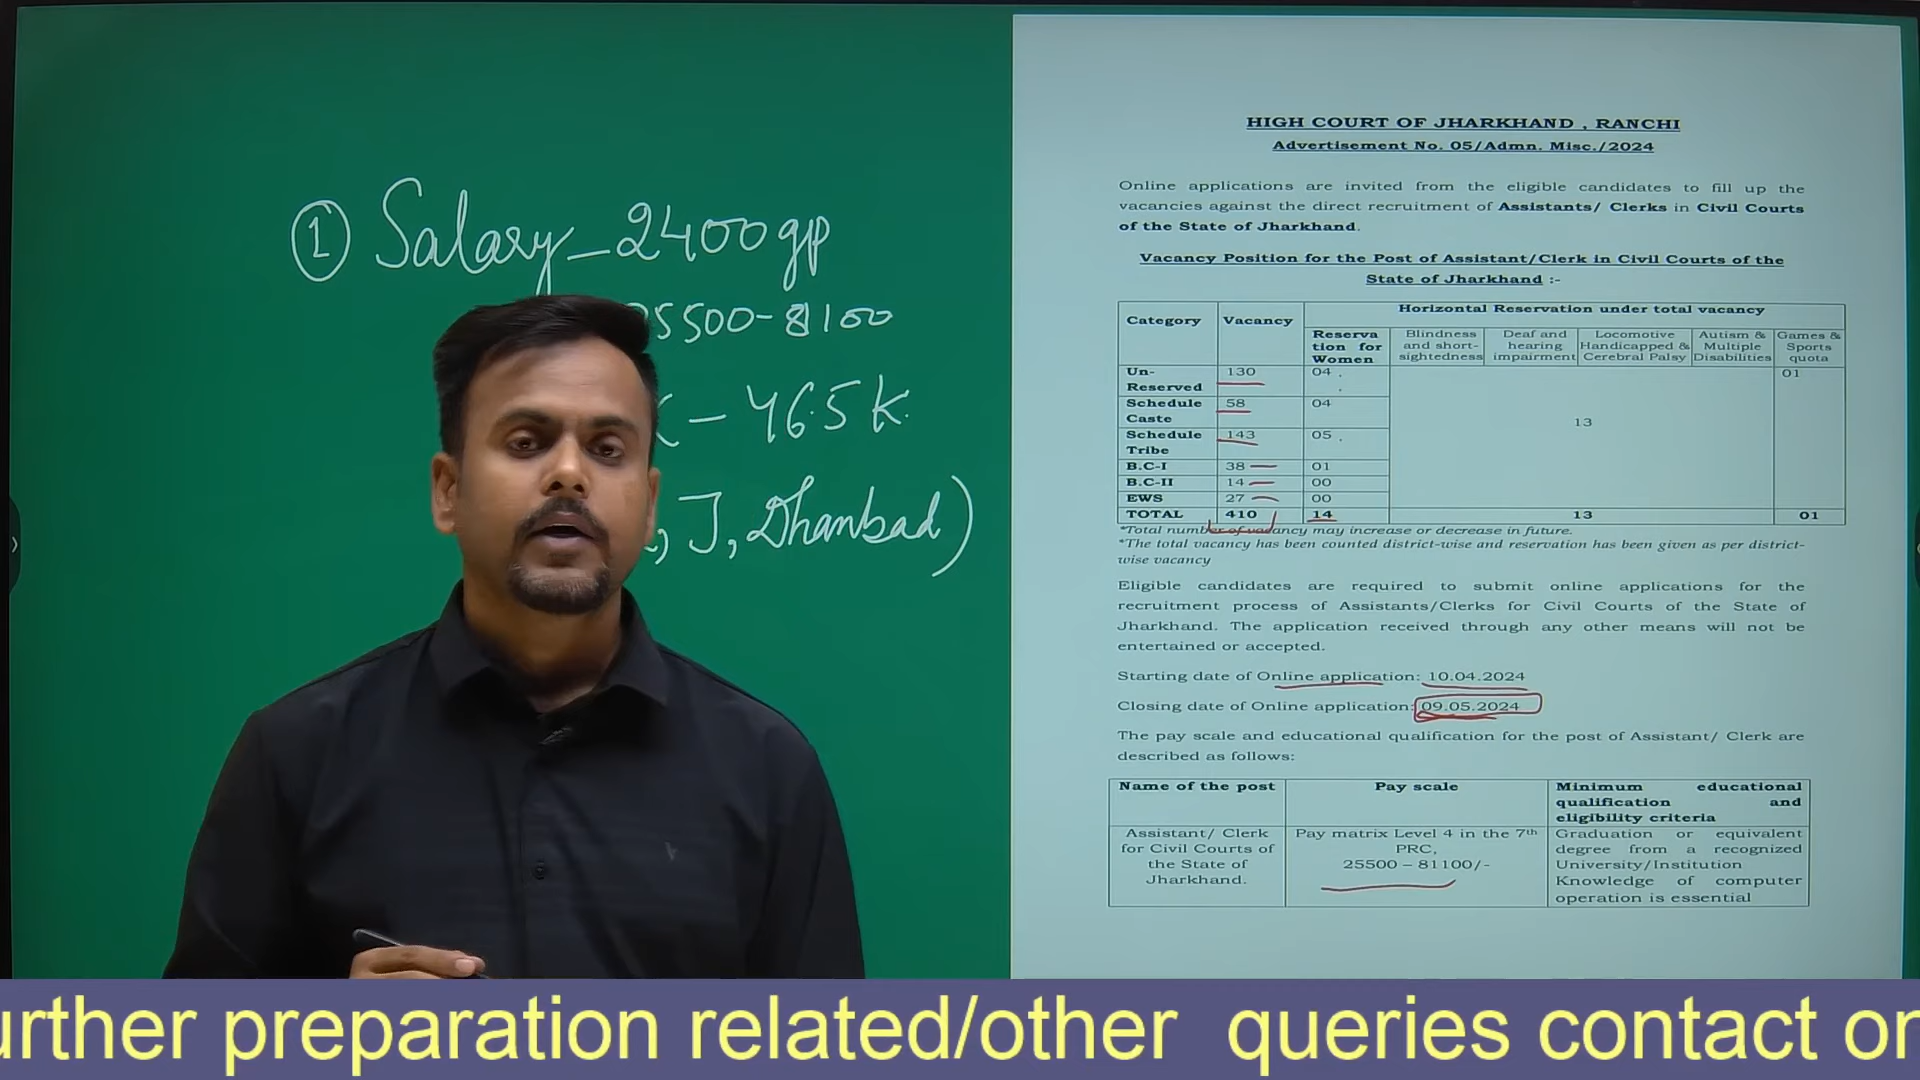 ① Salary - 2400 gp
5500 - 8100
- 46.5 K
, J, Dhanbad)
HIGH COURT OF JHARKHAND , RANCHI
Advertisement No. 05/Admn. Misc./2024
Online applications are invited from the eligible candidates to fill up the
vacancies against the direct recruitment of Assistants/ Clerks in Civil Courts
of the State of Jharkhand.
Vacancy Position for the Post of Assistant/Clerk in Civil Courts of the
State of Jharkhand :-
Category Vacancy Horizontal Reservation under total vacancy
Reserva tion for Women Blindness and short-sightedness Deaf and hearing impairment Locomotive Handicapped & Cerebral Palsy Autism & Multiple Disabilities Games & Sports quota
Un-Reserved 130 04 01
Schedule Caste 58 04 13
Schedule Tribe 143 05
B.C-I 38 01
B.C-II 14 00
EWS 27 00
TOTAL 410 14 13 01
*Total number of vacancy may increase or decrease in future.
*The total vacancy has been counted district-wise and reservation has been given as per district-
wise vacancy
Eligible candidates are required to submit online applications for the
recruitment process of Assistants/Clerks for Civil Courts of the State of
Jharkhand. The application received through any other means will not be
entertained or accepted.
Starting date of Online application: 10.04.2024
Closing date of Online application: 09.05.2024
The pay scale and educational qualification for the post of Assistant/ Clerk are
described as follows:
Name of the post Pay scale Minimum educational qualification and eligibility criteria
Assistant/ Clerk Pay matrix Level 4 in the 7th Graduation or equivalent
for Civil Courts of PRC, degree from a recognized
the State of 25500 – 81100/- University/Institution
Jharkhand. Knowledge of computer
operation is essential
urther preparation related/other queries contact on